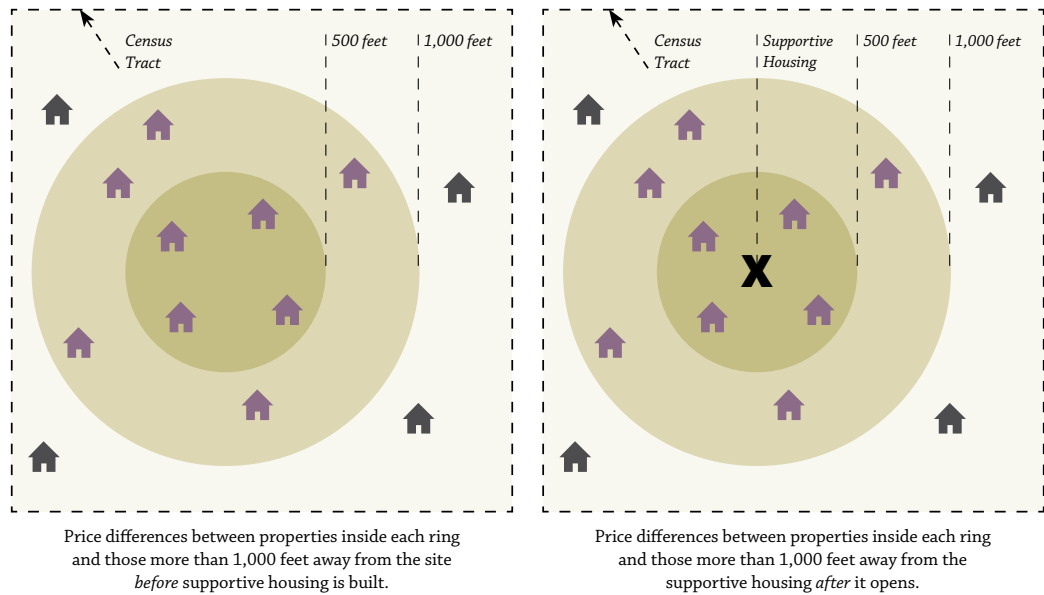 Census
Tract
500 feet
1,000 feet
Price differences between properties inside each ring
and those more than 1,000 feet away from the site
before supportive housing is built.
Census
Tract
Supportive
Housing
500 feet
1,000 feet
X
Price differences between properties inside each ring
and those more than 1,000 feet away from the
supportive housing after it opens.